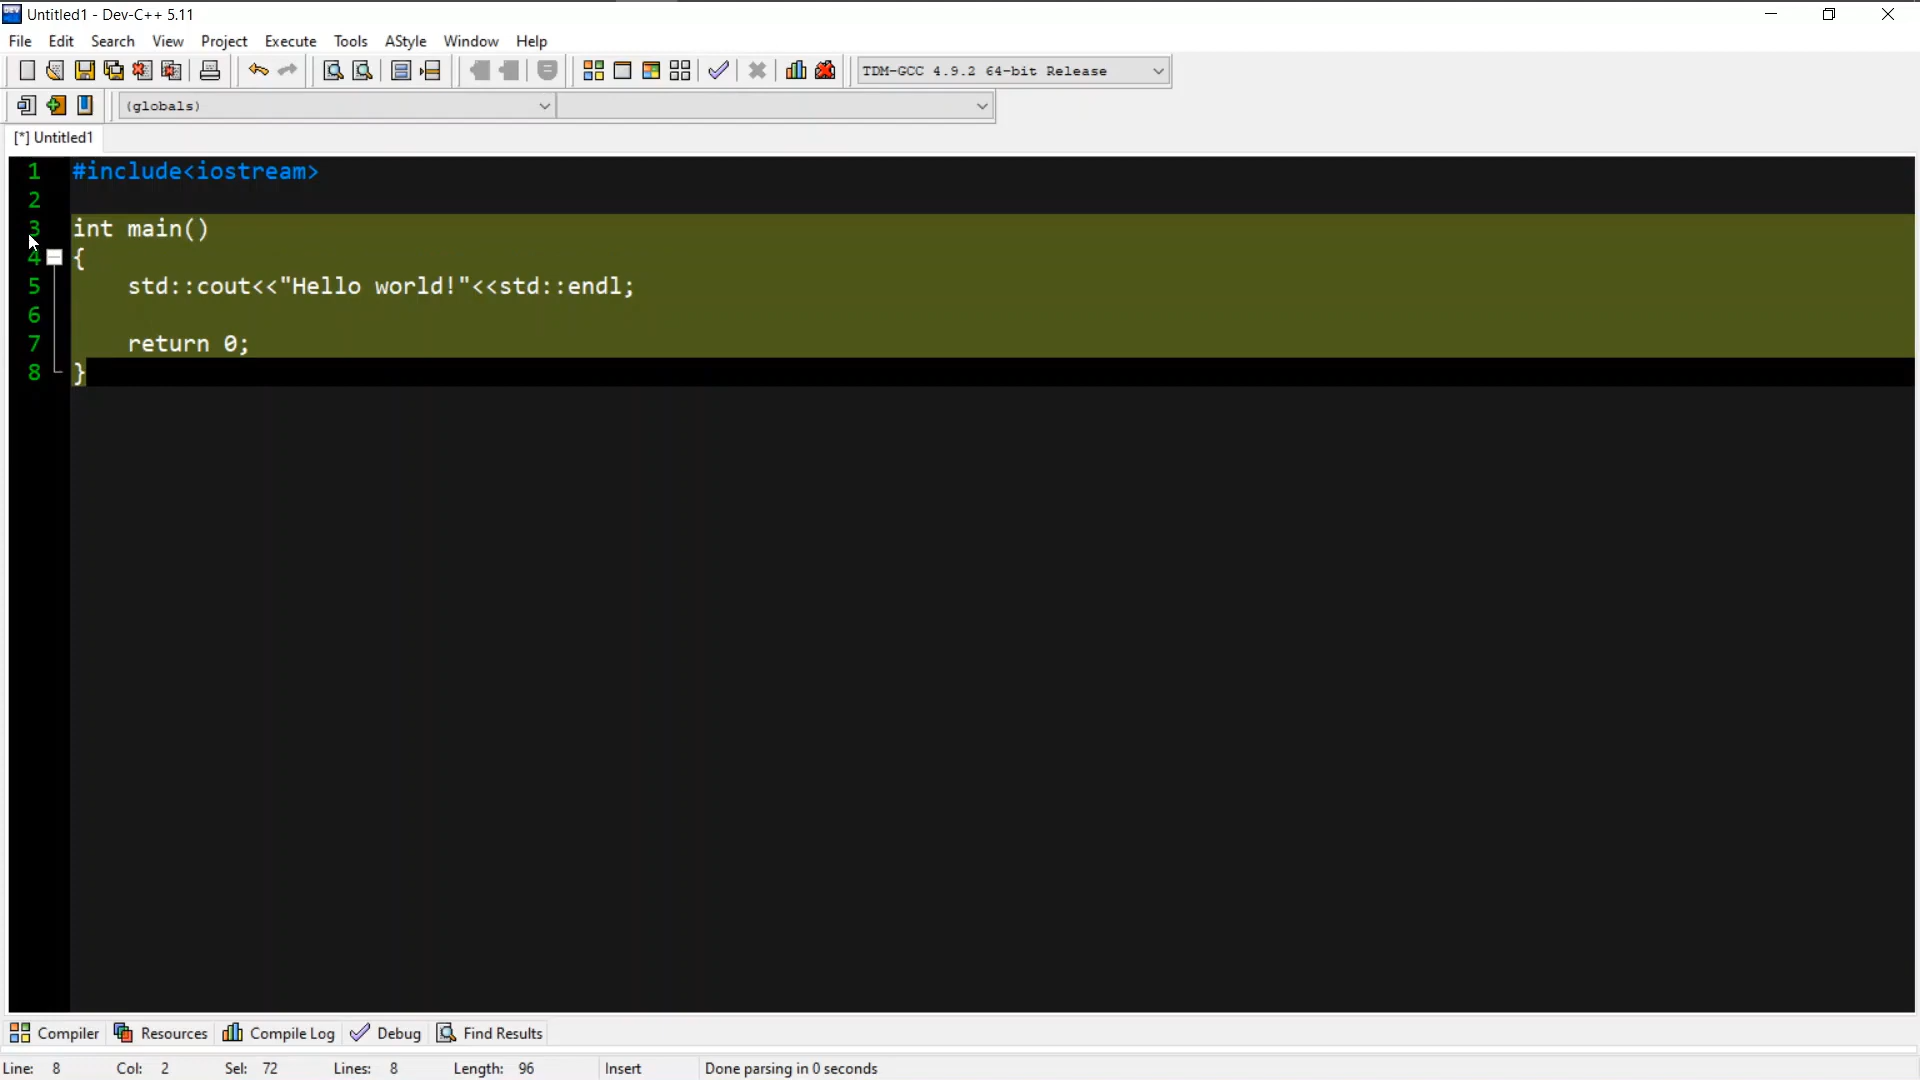 DEV Untitled1 - Dev-C++ 5.11
File Edit Search View Project Execute Tools AStyle Window Help
TDM-GCC 4.9.2 64-bit Release
(globals)
[*] Untitled1
1 #include<iostream>
2
3 int main()
4 {
5 std::cout<<"Hello world!"<<std::endl;
6
7 return 0;
8 }
Compiler Resources Compile Log Debug Find Results
Line: 8 Col: 2 Sel: 72 Lines: 8 Length: 96 Insert Done parsing in 0 seconds